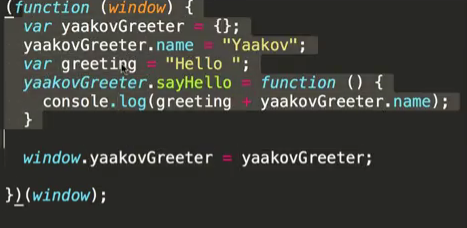 (function (window) {
  var yaakovGreeter = {};
  yaakovGreeter.name = "Yaakov";
  var greeting = "Hello ";
  yaakovGreeter.sayHello = function () {
    console.log(greeting + yaakovGreeter.name);
  }
  window.yaakovGreeter = yaakovGreeter;
})(window);